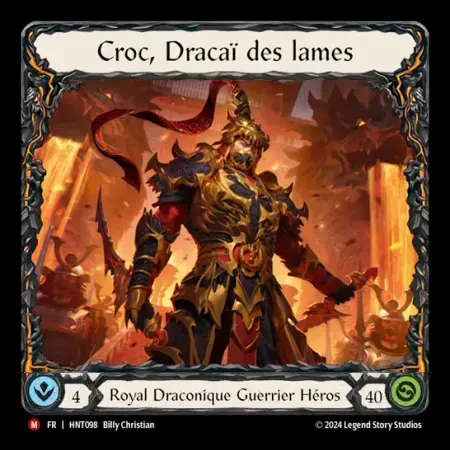 Croc, Dracaï des lames
4 Royal Draconique Guerrier Héros 40
M FR | HNT098 Billy Christian © 2024 Legend Story Studios